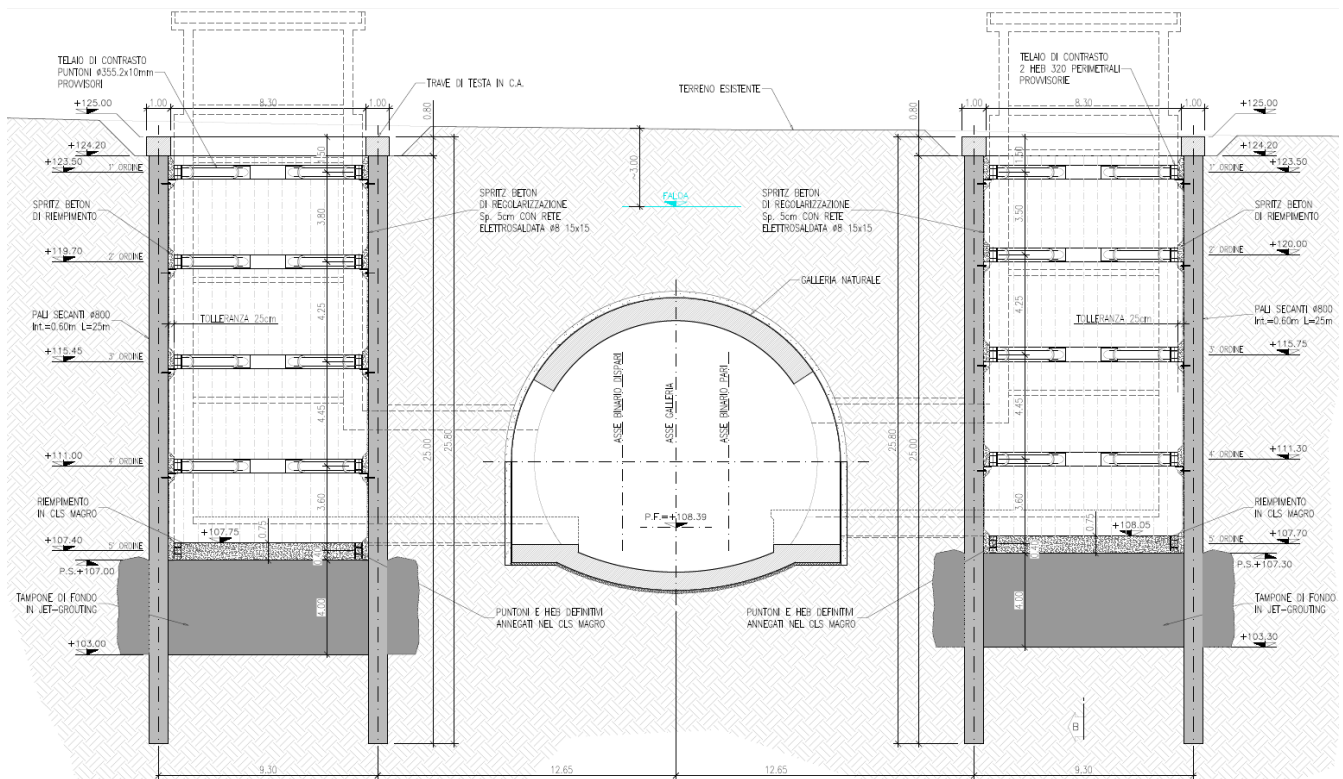 TELAIO DI CONTRASTO
PUNTONI ø355.2x10mm
PROVVISORI
1.00
8.30
1.00
TRAVE DI TESTA IN C.A.
0.80
TERRENO ESISTENTE
0.80
1.00
8.30
1.00
TELAIO DI CONTRASTO
2 HEB 320 PERIMETRALI
PROVVISORIE
+125.00
+124.20
+123.50
1° ORDINE
1.50
~3.00
FALDA
1.50
+125.00
+124.20
1° ORDINE
+123.50
SPRITZ BETON
DI RIEMPIMENTO
3.80
SPRITZ BETON
DI REGOLARIZZAZIONE
Sp. 5cm CON RETE
ELETTROSALDATA ø8 15x15
SPRITZ BETON
DI REGOLARIZZAZIONE
Sp. 5cm CON RETE
ELETTROSALDATA ø8 15x15
3.50
SPRITZ BETON
DI RIEMPIMENTO
+119.70
2° ORDINE
2° ORDINE
+120.00
GALLERIA NATURALE
PALI SECANTI ø800
Int.=0.60m L=25m
TOLLERANZA 25cm
4.25
TOLLERANZA 25cm
4.25
PALI SECANTI ø800
Int.=0.60m L=25m
+115.45
3° ORDINE
3° ORDINE
+115.75
ASSE BINARIO DISPARI
ASSE GALLERIA
ASSE BINARIO PARI
4.45
25.00
25.80
25.80
25.00
4.45
+111.00
4° ORDINE
4° ORDINE
+111.30
RIEMPIMENTO
IN CLS MAGRO
3.60
P.F.=+108.39
3.60
RIEMPIMENTO
IN CLS MAGRO
+107.75
0.75
+108.05
0.75
+107.40
5° ORDINE
0.40
P.S.+107.00
5° ORDINE
+107.70
0.40
P.S.+107.30
TAMPONE DI FONDO
IN JET-GROUTING
4.00
PUNTONI E HEB DEFINITIVI
ANNEGATI NEL CLS MAGRO
PUNTONI E HEB DEFINITIVI
ANNEGATI NEL CLS MAGRO
4.00
TAMPONE DI FONDO
IN JET-GROUTING
+103.00
+103.30
B
9.30
12.65
12.65
9.30